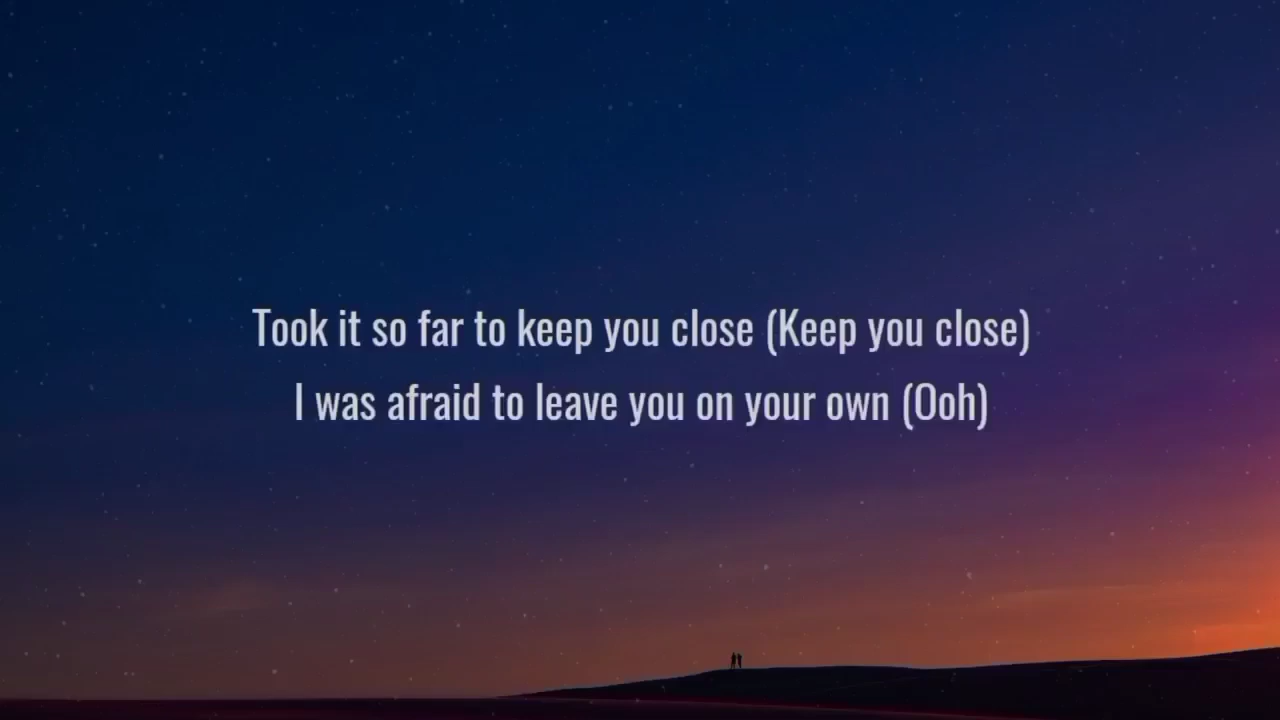 Took it so far to keep you close (Keep you close)
I was afraid to leave you on your own (Ooh)